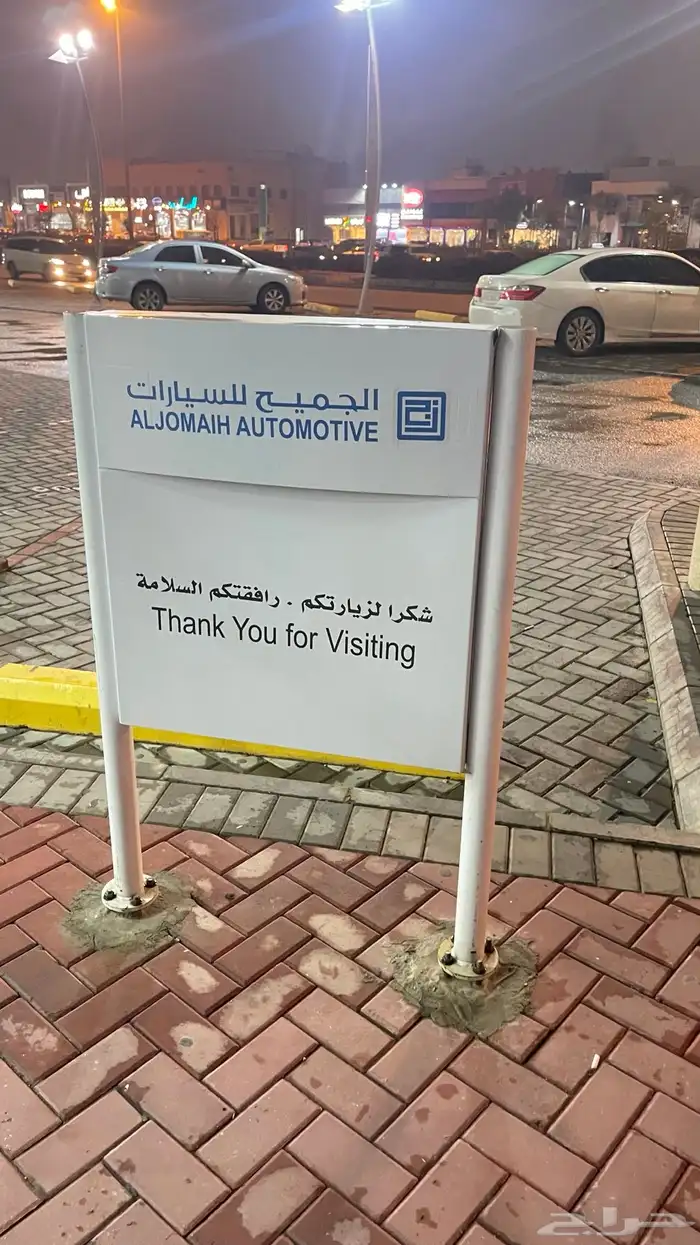 الجميح للسيارات
ALJOMAIH AUTOMOTIVE
شكرا لزيارتكم . رافقتكم السلامة
Thank You for Visiting
حراج